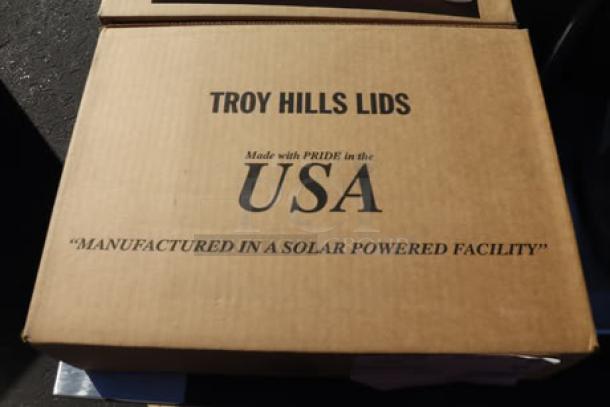 TROY HILLS LIDS
Made with PRIDE in the
USA
"MANUFACTURED IN A SOLAR POWERED FACILITY"